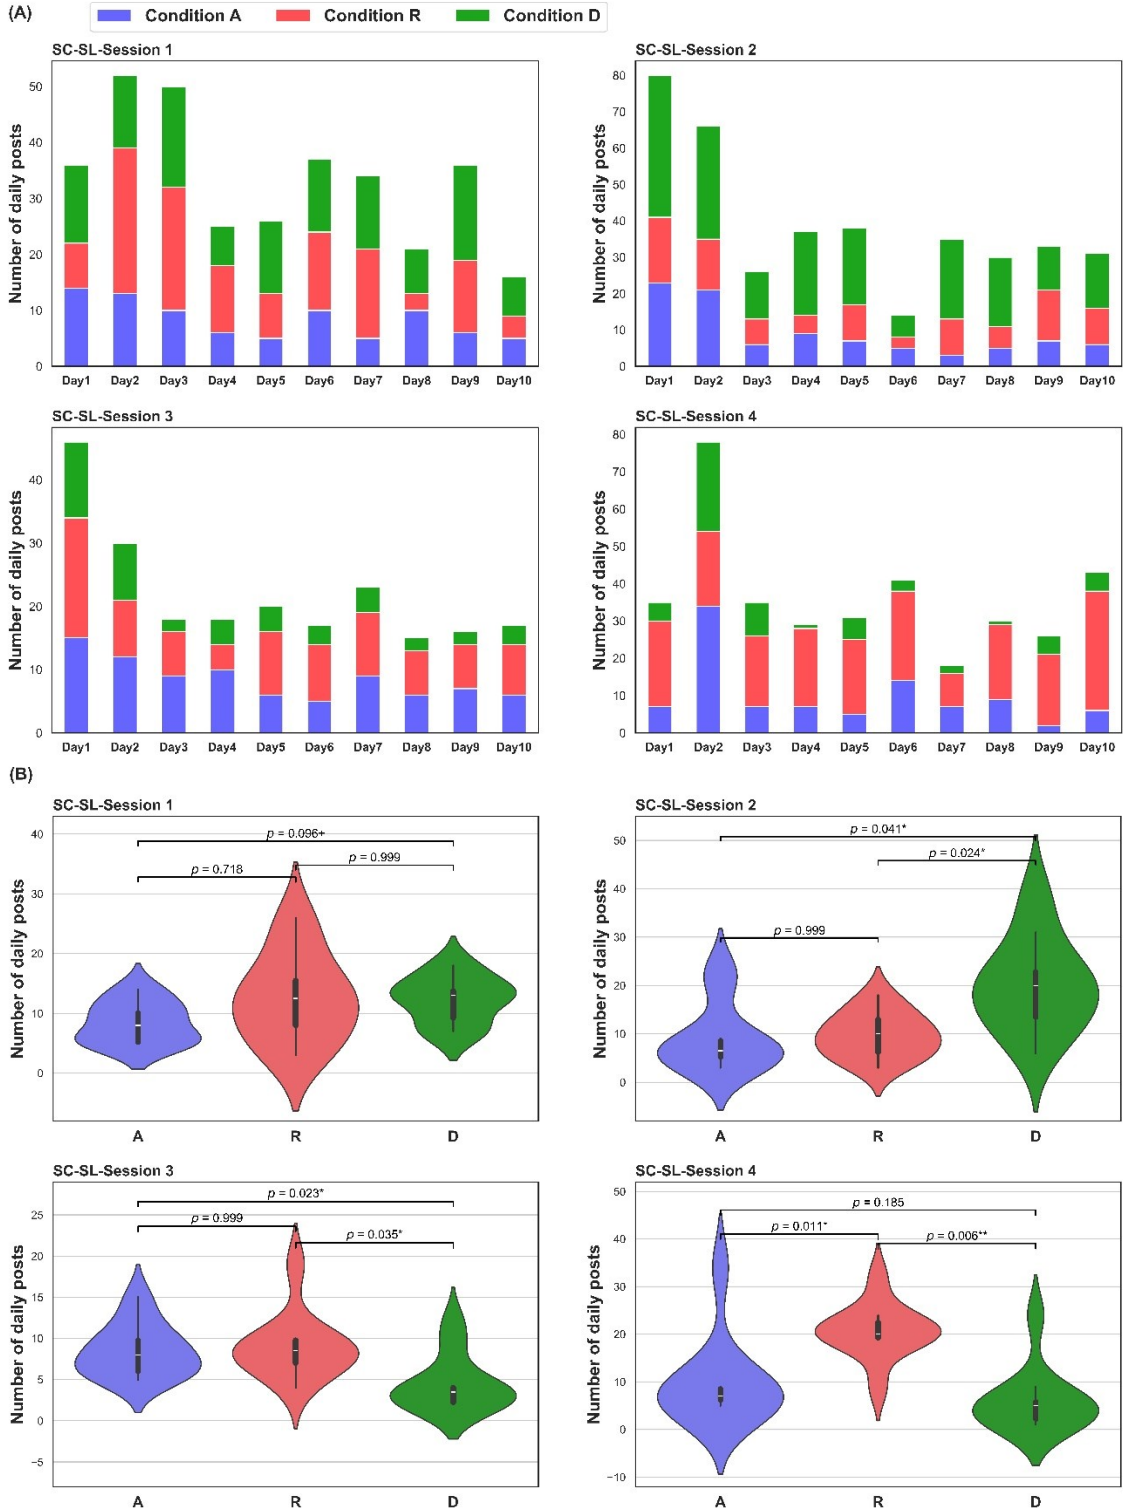 (A)
Condition A Condition R Condition D
SC-SL-Session 1
Number of daily posts
50
40
30
20
10
0
Day1 Day2 Day3 Day4 Day5 Day6 Day7 Day8 Day9 Day10
SC-SL-Session 2
Number of daily posts
80
70
60
50
40
30
20
10
0
Day1 Day2 Day3 Day4 Day5 Day6 Day7 Day8 Day9 Day10
SC-SL-Session 3
Number of daily posts
40
30
20
10
0
Day1 Day2 Day3 Day4 Day5 Day6 Day7 Day8 Day9 Day10
SC-SL-Session 4
Number of daily posts
80
70
60
50
40
30
20
10
0
Day1 Day2 Day3 Day4 Day5 Day6 Day7 Day8 Day9 Day10
(B)
SC-SL-Session 1
Number of daily posts
40
30
20
10
0
p = 0.096+
p = 0.999
p = 0.718
A R D
SC-SL-Session 2
Number of daily posts
50
40
30
20
10
0
p = 0.041*
p = 0.024*
p = 0.999
A R D
SC-SL-Session 3
Number of daily posts
25
20
15
10
5
0
−5
p = 0.023*
p = 0.999
p = 0.035*
A R D
SC-SL-Session 4
Number of daily posts
50
40
30
20
10
0
−10
p = 0.185
p = 0.011*
p = 0.006**
A R D